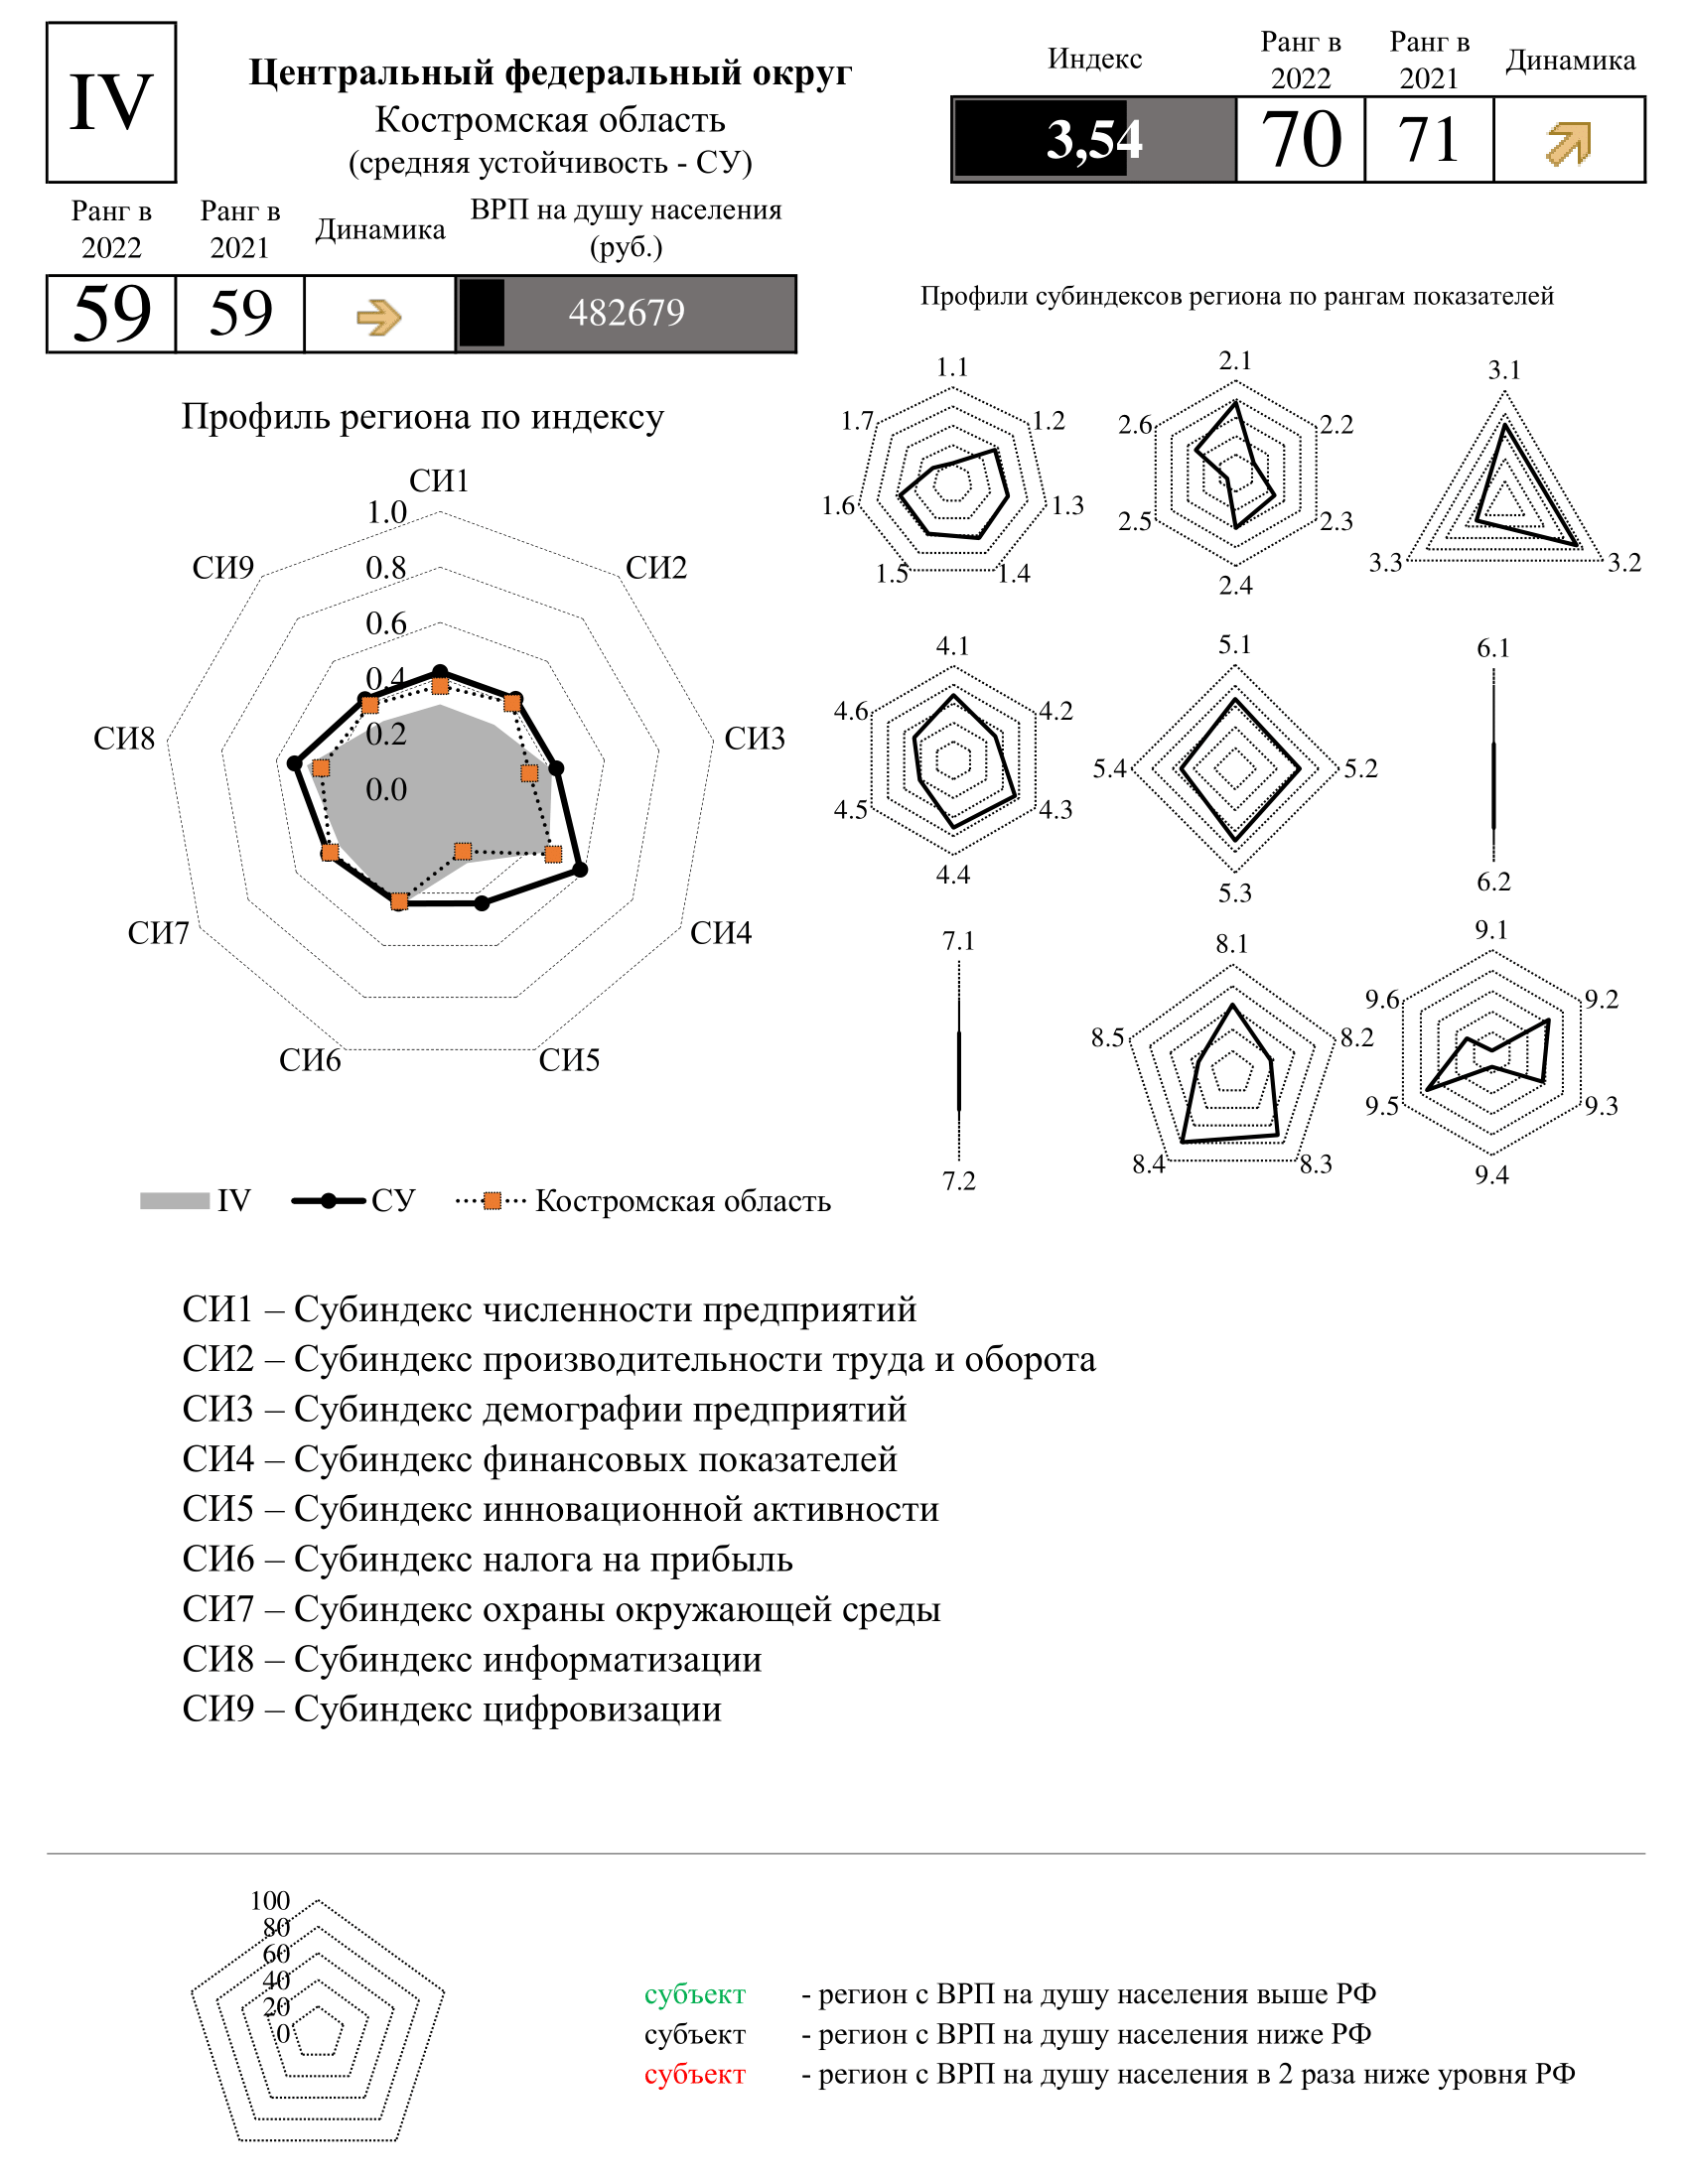 IV
Центральный федеральный округ
Костромская область
(средняя устойчивость - СУ)
Индекс
Ранг в
2022
Ранг в
2021
Динамика
3,54
70
71
Ранг в
2022
Ранг в
2021
Динамика
ВРП на душу населения
(руб.)
59
59
482679
Профиль региона по индексу
СИ1
1.0
0.8
0.6
0.4
0.2
0.0
СИ2
СИ3
СИ4
СИ5
СИ6
СИ7
СИ8
СИ9
IV
СУ
Костромская область
Профили субиндексов региона по рангам показателей
1.1
1.2
1.3
1.4
1.5
1.6
1.7
2.1
2.2
2.3
2.4
2.5
2.6
3.1
3.2
3.3
4.1
4.2
4.3
4.4
4.5
4.6
5.1
5.2
5.3
5.4
6.1
6.2
7.1
7.2
8.1
8.2
8.3
8.4
8.5
9.1
9.2
9.3
9.4
9.5
9.6
СИ1 – Субиндекс численности предприятий
СИ2 – Субиндекс производительности труда и оборота
СИ3 – Субиндекс демографии предприятий
СИ4 – Субиндекс финансовых показателей
СИ5 – Субиндекс инновационной активности
СИ6 – Субиндекс налога на прибыль
СИ7 – Субиндекс охраны окружающей среды
СИ8 – Субиндекс информатизации
СИ9 – Субиндекс цифровизации
100
80
60
40
20
0
субъект - регион с ВРП на душу населения выше РФ
субъект - регион с ВРП на душу населения ниже РФ
субъект - регион с ВРП на душу населения в 2 раза ниже уровня РФ